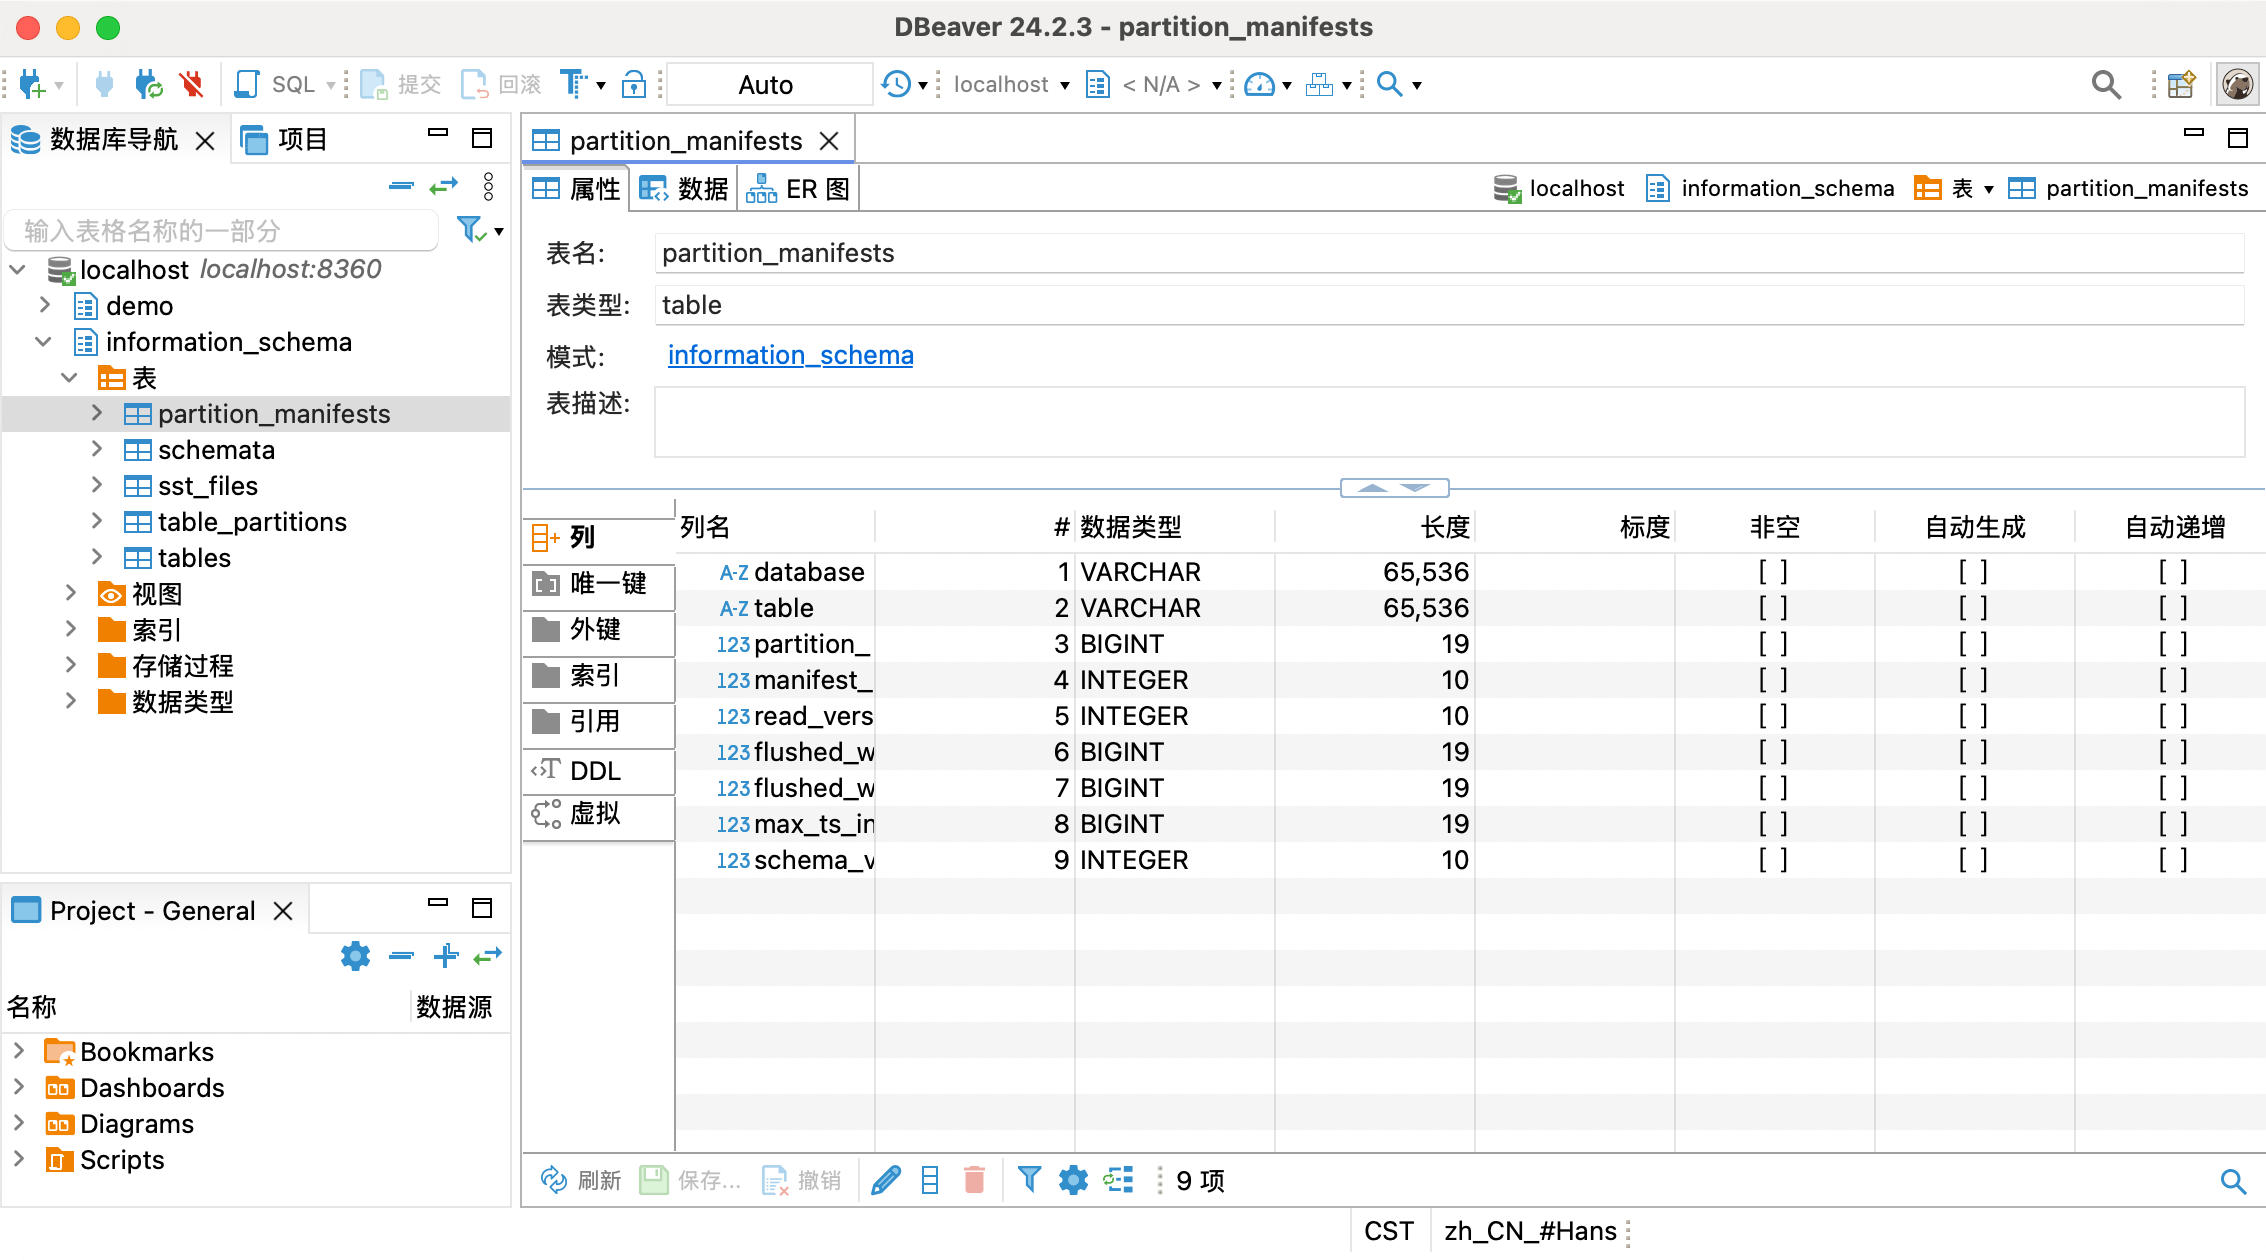 DBeaver 24.2.3 - partition_manifests
SQL 提交 回滚 Auto localhost < N/A >
数据库导航 项目
输入表格名称的一部分
localhost localhost:8360
demo
information_schema
表
partition_manifests
schemata
sst_files
table_partitions
tables
视图
索引
存储过程
数据类型
Project - General
名称 数据源
Bookmarks
Dashboards
Diagrams
Scripts
partition_manifests
属性 数据 ER 图 localhost information_schema 表 partition_manifests
表名: partition_manifests
表类型: table
模式: information_schema
表描述:
列
唯一键
外键
索引
引用
DDL
虚拟
列名 # 数据类型 长度 标度 非空 自动生成 自动递增
A-Z database 1 VARCHAR 65,536 [ ] [ ] [ ]
A-Z table 2 VARCHAR 65,536 [ ] [ ] [ ]
123 partition_ 3 BIGINT 19 [ ] [ ] [ ]
123 manifest_ 4 INTEGER 10 [ ] [ ] [ ]
123 read_vers 5 INTEGER 10 [ ] [ ] [ ]
123 flushed_w 6 BIGINT 19 [ ] [ ] [ ]
123 flushed_w 7 BIGINT 19 [ ] [ ] [ ]
123 max_ts_in 8 BIGINT 19 [ ] [ ] [ ]
123 schema_v 9 INTEGER 10 [ ] [ ] [ ]
刷新 保存... 撤销 9 项
CST zh_CN_#Hans